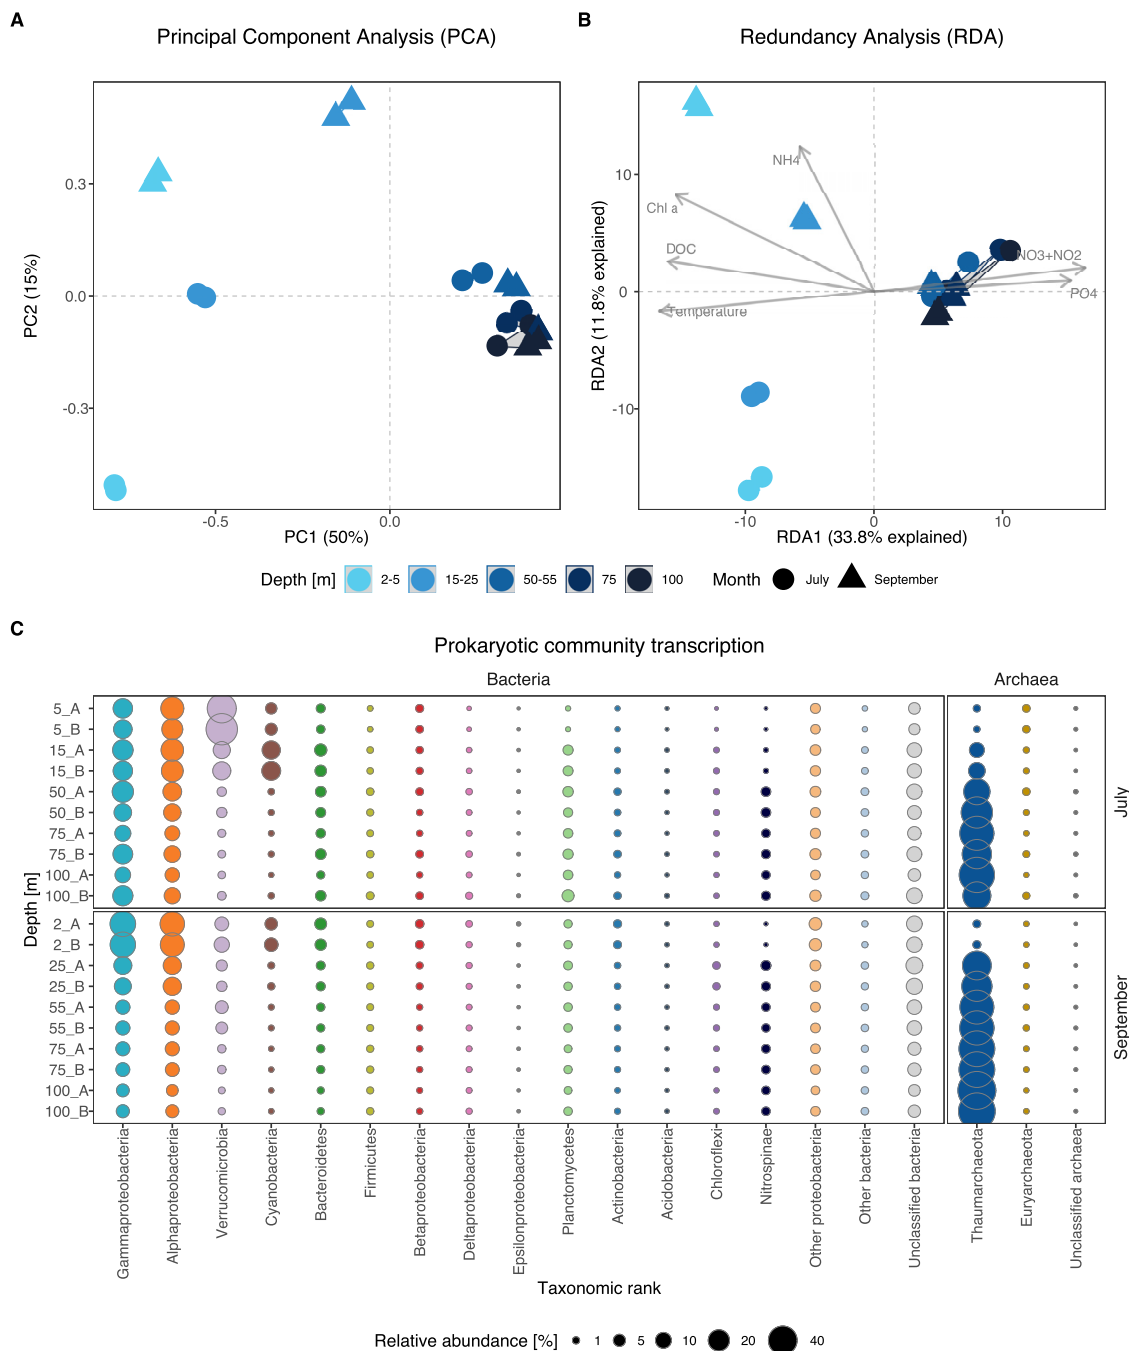 A
Principal Component Analysis (PCA)
PC2 (15%)
0.3
0.0
-0.3
-0.5
0.0
PC1 (50%)
B
Redundancy Analysis (RDA)
RDA2 (11.8% explained)
10
0
-10
NH4
Chl a
DOC
Temperature
NO3+NO2
PO4
-10
0
10
RDA1 (33.8% explained)
Depth [m] 2-5 15-25 50-55 75 100 Month July September
C
Prokaryotic community transcription
Bacteria Archaea
Depth [m]
5_A
5_B
15_A
15_B
50_A
50_B
75_A
75_B
100_A
100_B
July
2_A
2_B
25_A
25_B
55_A
55_B
75_A
75_B
100_A
100_B
September
Gammaproteobacteria
Alphaproteobacteria
Verrucomicrobia
Cyanobacteria
Bacteroidetes
Firmicutes
Betaproteobacteria
Deltaproteobacteria
Epsilonproteobacteria
Planctomycetes
Actinobacteria
Acidobacteria
Chloroflexi
Nitrospinae
Other proteobacteria
Other bacteria
Unclassified bacteria
Thaumarchaeota
Euryarchaeota
Unclassified archaea
Taxonomic rank
Relative abundance [%] 1 5 10 20 40